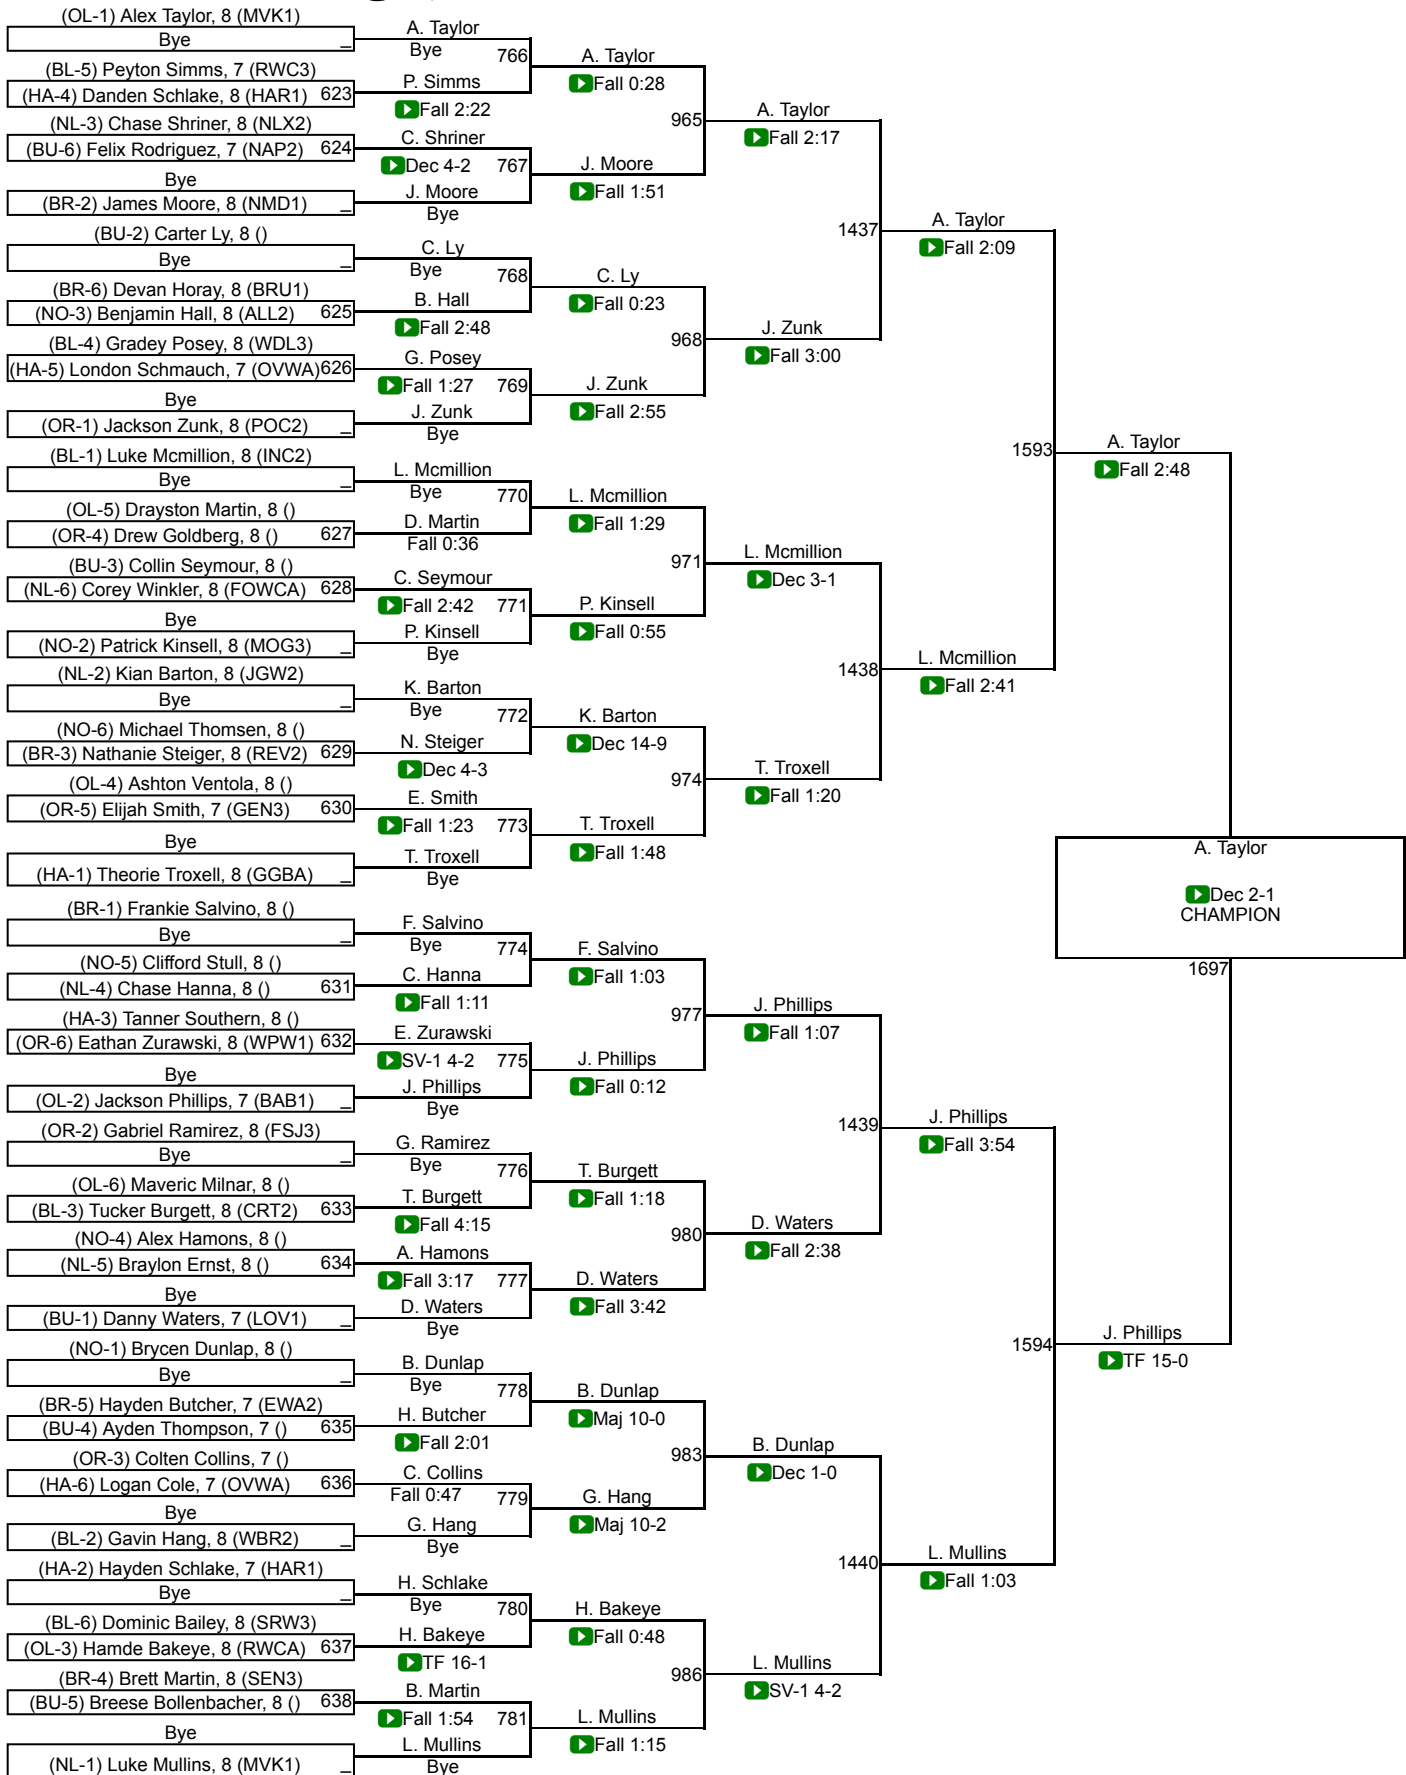 (OL-1) Alex Taylor, 8 (MVK1)
Bye _
(BL-5) Peyton Simms, 7 (RWC3)
(HA-4) Danden Schlake, 8 (HAR1) 623
(NL-3) Chase Shriner, 8 (NLX2)
(BU-6) Felix Rodriguez, 7 (NAP2) 624
Bye
(BR-2) James Moore, 8 (NMD1) _
(BU-2) Carter Ly, 8 ()
Bye _
(BR-6) Devan Horay, 8 (BRU1)
(NO-3) Benjamin Hall, 8 (ALL2) 625
(BL-4) Gradey Posey, 8 (WDL3)
(HA-5) London Schmauch, 7 (OVWA) 626
Bye
(OR-1) Jackson Zunk, 8 (POC2) _
(BL-1) Luke Mcmillion, 8 (INC2)
Bye _
(OL-5) Drayston Martin, 8 ()
(OR-4) Drew Goldberg, 8 () 627
(BU-3) Collin Seymour, 8 ()
(NL-6) Corey Winkler, 8 (FOWCA) 628
Bye
(NO-2) Patrick Kinsell, 8 (MOG3) _
(NL-2) Kian Barton, 8 (JGW2)
Bye _
(NO-6) Michael Thomsen, 8 ()
(BR-3) Nathanie Steiger, 8 (REV2) 629
(OL-4) Ashton Ventola, 8 ()
(OR-5) Elijah Smith, 7 (GEN3) 630
Bye
(HA-1) Theorie Troxell, 8 (GGBA) _
(BR-1) Frankie Salvino, 8 ()
Bye _
(NO-5) Clifford Stull, 8 ()
(NL-4) Chase Hanna, 8 () 631
(HA-3) Tanner Southern, 8 ()
(OR-6) Eathan Zurawski, 8 (WPW1) 632
Bye
(OL-2) Jackson Phillips, 7 (BAB1) _
(OR-2) Gabriel Ramirez, 8 (FSJ3)
Bye _
(OL-6) Maveric Milnar, 8 ()
(BL-3) Tucker Burgett, 8 (CRT2) 633
(NO-4) Alex Hamons, 8 ()
(NL-5) Braylon Ernst, 8 () 634
Bye
(BU-1) Danny Waters, 7 (LOV1) _
(NO-1) Brycen Dunlap, 8 ()
Bye _
(BR-5) Hayden Butcher, 7 (EWA2)
(BU-4) Ayden Thompson, 7 () 635
(OR-3) Colten Collins, 7 ()
(HA-6) Logan Cole, 7 (OVWA) 636
Bye
(BL-2) Gavin Hang, 8 (WBR2) _
(HA-2) Hayden Schlake, 7 (HAR1)
Bye _
(BL-6) Dominic Bailey, 8 (SRW3)
(OL-3) Hamde Bakeye, 8 (RWCA) 637
(BR-4) Brett Martin, 8 (SEN3)
(BU-5) Breese Bollenbacher, 8 () 638
Bye
(NL-1) Luke Mullins, 8 (MVK1) _
A. Taylor
Bye 766
P. Simms
Fall 2:22
C. Shriner
Dec 4-2 767
J. Moore
Bye
C. Ly
Bye 768
B. Hall
Fall 2:48
G. Posey
Fall 1:27 769
J. Zunk
Bye
L. Mcmillion
Bye 770
D. Martin
Fall 0:36
C. Seymour
Fall 2:42 771
P. Kinsell
Bye
K. Barton
Bye 772
N. Steiger
Dec 4-3
E. Smith
Fall 1:23 773
T. Troxell
Bye
F. Salvino
Bye 774
C. Hanna
Fall 1:11
E. Zurawski
SV-1 4-2 775
J. Phillips
Bye
G. Ramirez
Bye 776
T. Burgett
Fall 4:15
A. Hamons
Fall 3:17 777
D. Waters
Bye
B. Dunlap
Bye 778
H. Butcher
Fall 2:01
C. Collins
Fall 0:47 779
G. Hang
Bye
H. Schlake
Bye 780
H. Bakeye
TF 16-1
B. Martin
Fall 1:54 781
L. Mullins
Bye
A. Taylor
Fall 0:28
965
J. Moore
Fall 1:51
C. Ly
Fall 0:23
968
J. Zunk
Fall 2:55
L. Mcmillion
Fall 1:29
971
P. Kinsell
Fall 0:55
K. Barton
Dec 14-9
974
T. Troxell
Fall 1:48
F. Salvino
Fall 1:03
977
J. Phillips
Fall 0:12
T. Burgett
Fall 1:18
980
D. Waters
Fall 3:42
B. Dunlap
Maj 10-0
983
G. Hang
Maj 10-2
H. Bakeye
Fall 0:48
986
L. Mullins
Fall 1:15
A. Taylor
Fall 2:17
1437
J. Zunk
Fall 3:00
L. Mcmillion
Dec 3-1
1438
T. Troxell
Fall 1:20
J. Phillips
Fall 1:07
1439
D. Waters
Fall 2:38
B. Dunlap
Dec 1-0
1440
L. Mullins
SV-1 4-2
A. Taylor
Fall 2:09
1593
L. Mcmillion
Fall 2:41
J. Phillips
Fall 3:54
1594
L. Mullins
Fall 1:03
A. Taylor
Fall 2:48
J. Phillips
TF 15-0
A. Taylor
Dec 2-1
CHAMPION
1697